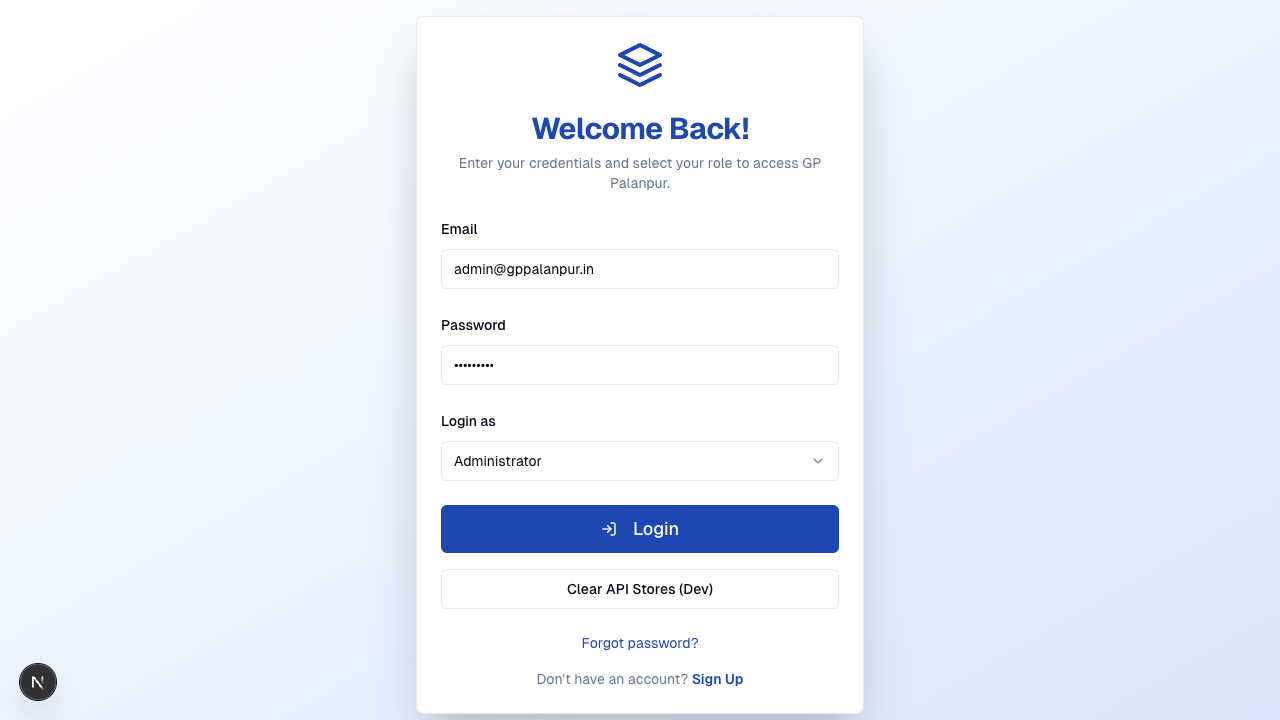 Welcome Back!
Enter your credentials and select your role to access GP
Palanpur.
Email
admin@gppalanpur.in
Password
•••••••••
Login as
Administrator
Login
Clear API Stores (Dev)
Forgot password?
Don't have an account? Sign Up
N